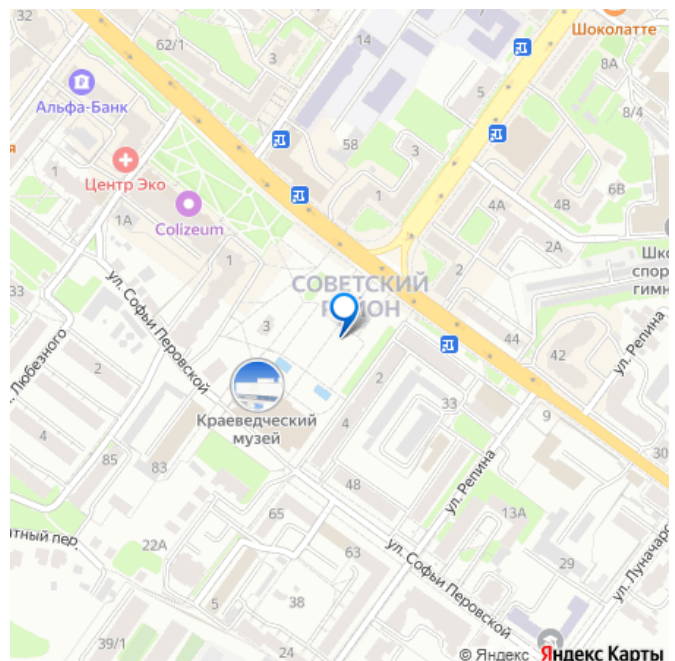 Шоколатте
62/1
3
14
Альфа-Банк
5
8А
8/4
я
58
3
Центр Эко
1
1
4А
4В
6В
1А
Colizeum
1
2А
2
Шко
спор
гимн
СОВЕТСКИЙ
РАЙОН
33
ул. Софьи Перовской
3
44
42
ул. Репина
Любезного
2
2
33
9
Краеведческий
музей
4
4
85
83
48
ул. Репина
30
тный пер.
22А
65
13А
63
ул. Софьи Перовской
29
ул. Луначарс
5
38
39/1
24
53
© Яндекс Яндекс Карты